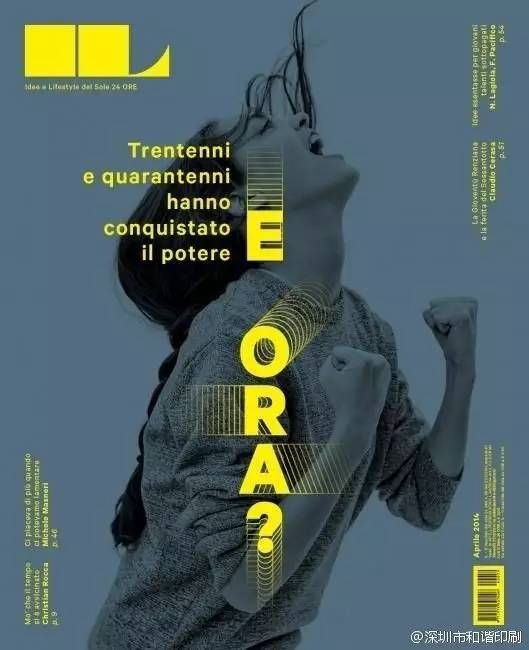 IL
Idee e Lifestyle del Sole 24 ORE
Idee esentasse per giovani
talenti sottopagati
N. Lagioia, F. Pacifico
p. 54
Trentenni
e quarantenni
hanno
conquistato
il potere
La Gioventù Renziana
e la ferita del Sessantotto
Claudio Cerasa
p. 51
E
ORA?
Ci piaceva di più quando
ci potevamo lamentare
Michele Masneri
p. 46
Mo' che il tempo
si è avvicinato
Christian Rocca
p. 9
Aprile 2014
@深圳市和谐印刷